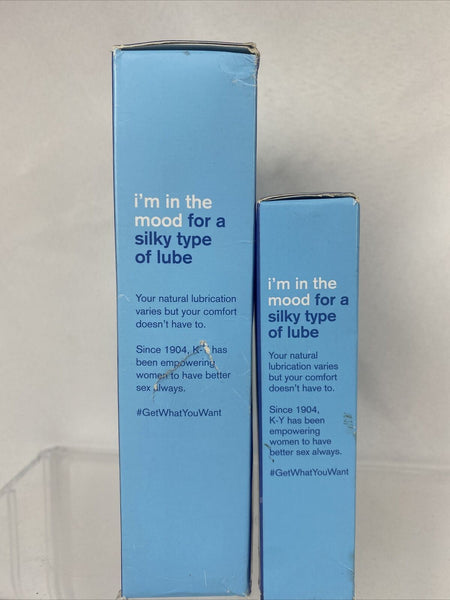 i'm in the
mood for a
silky type
of lube
Your natural lubrication
varies but your comfort
doesn't have to.
Since 1904, K-Y has
been empowering
women to have better
sex always.
#GetWhatYouWant
i'm in the
mood for a
silky type
of lube
Your natural
lubrication varies
but your comfort
doesn't have to.
Since 1904,
K-Y has been
empowering
women to have
better sex always.
#GetWhatYouWant